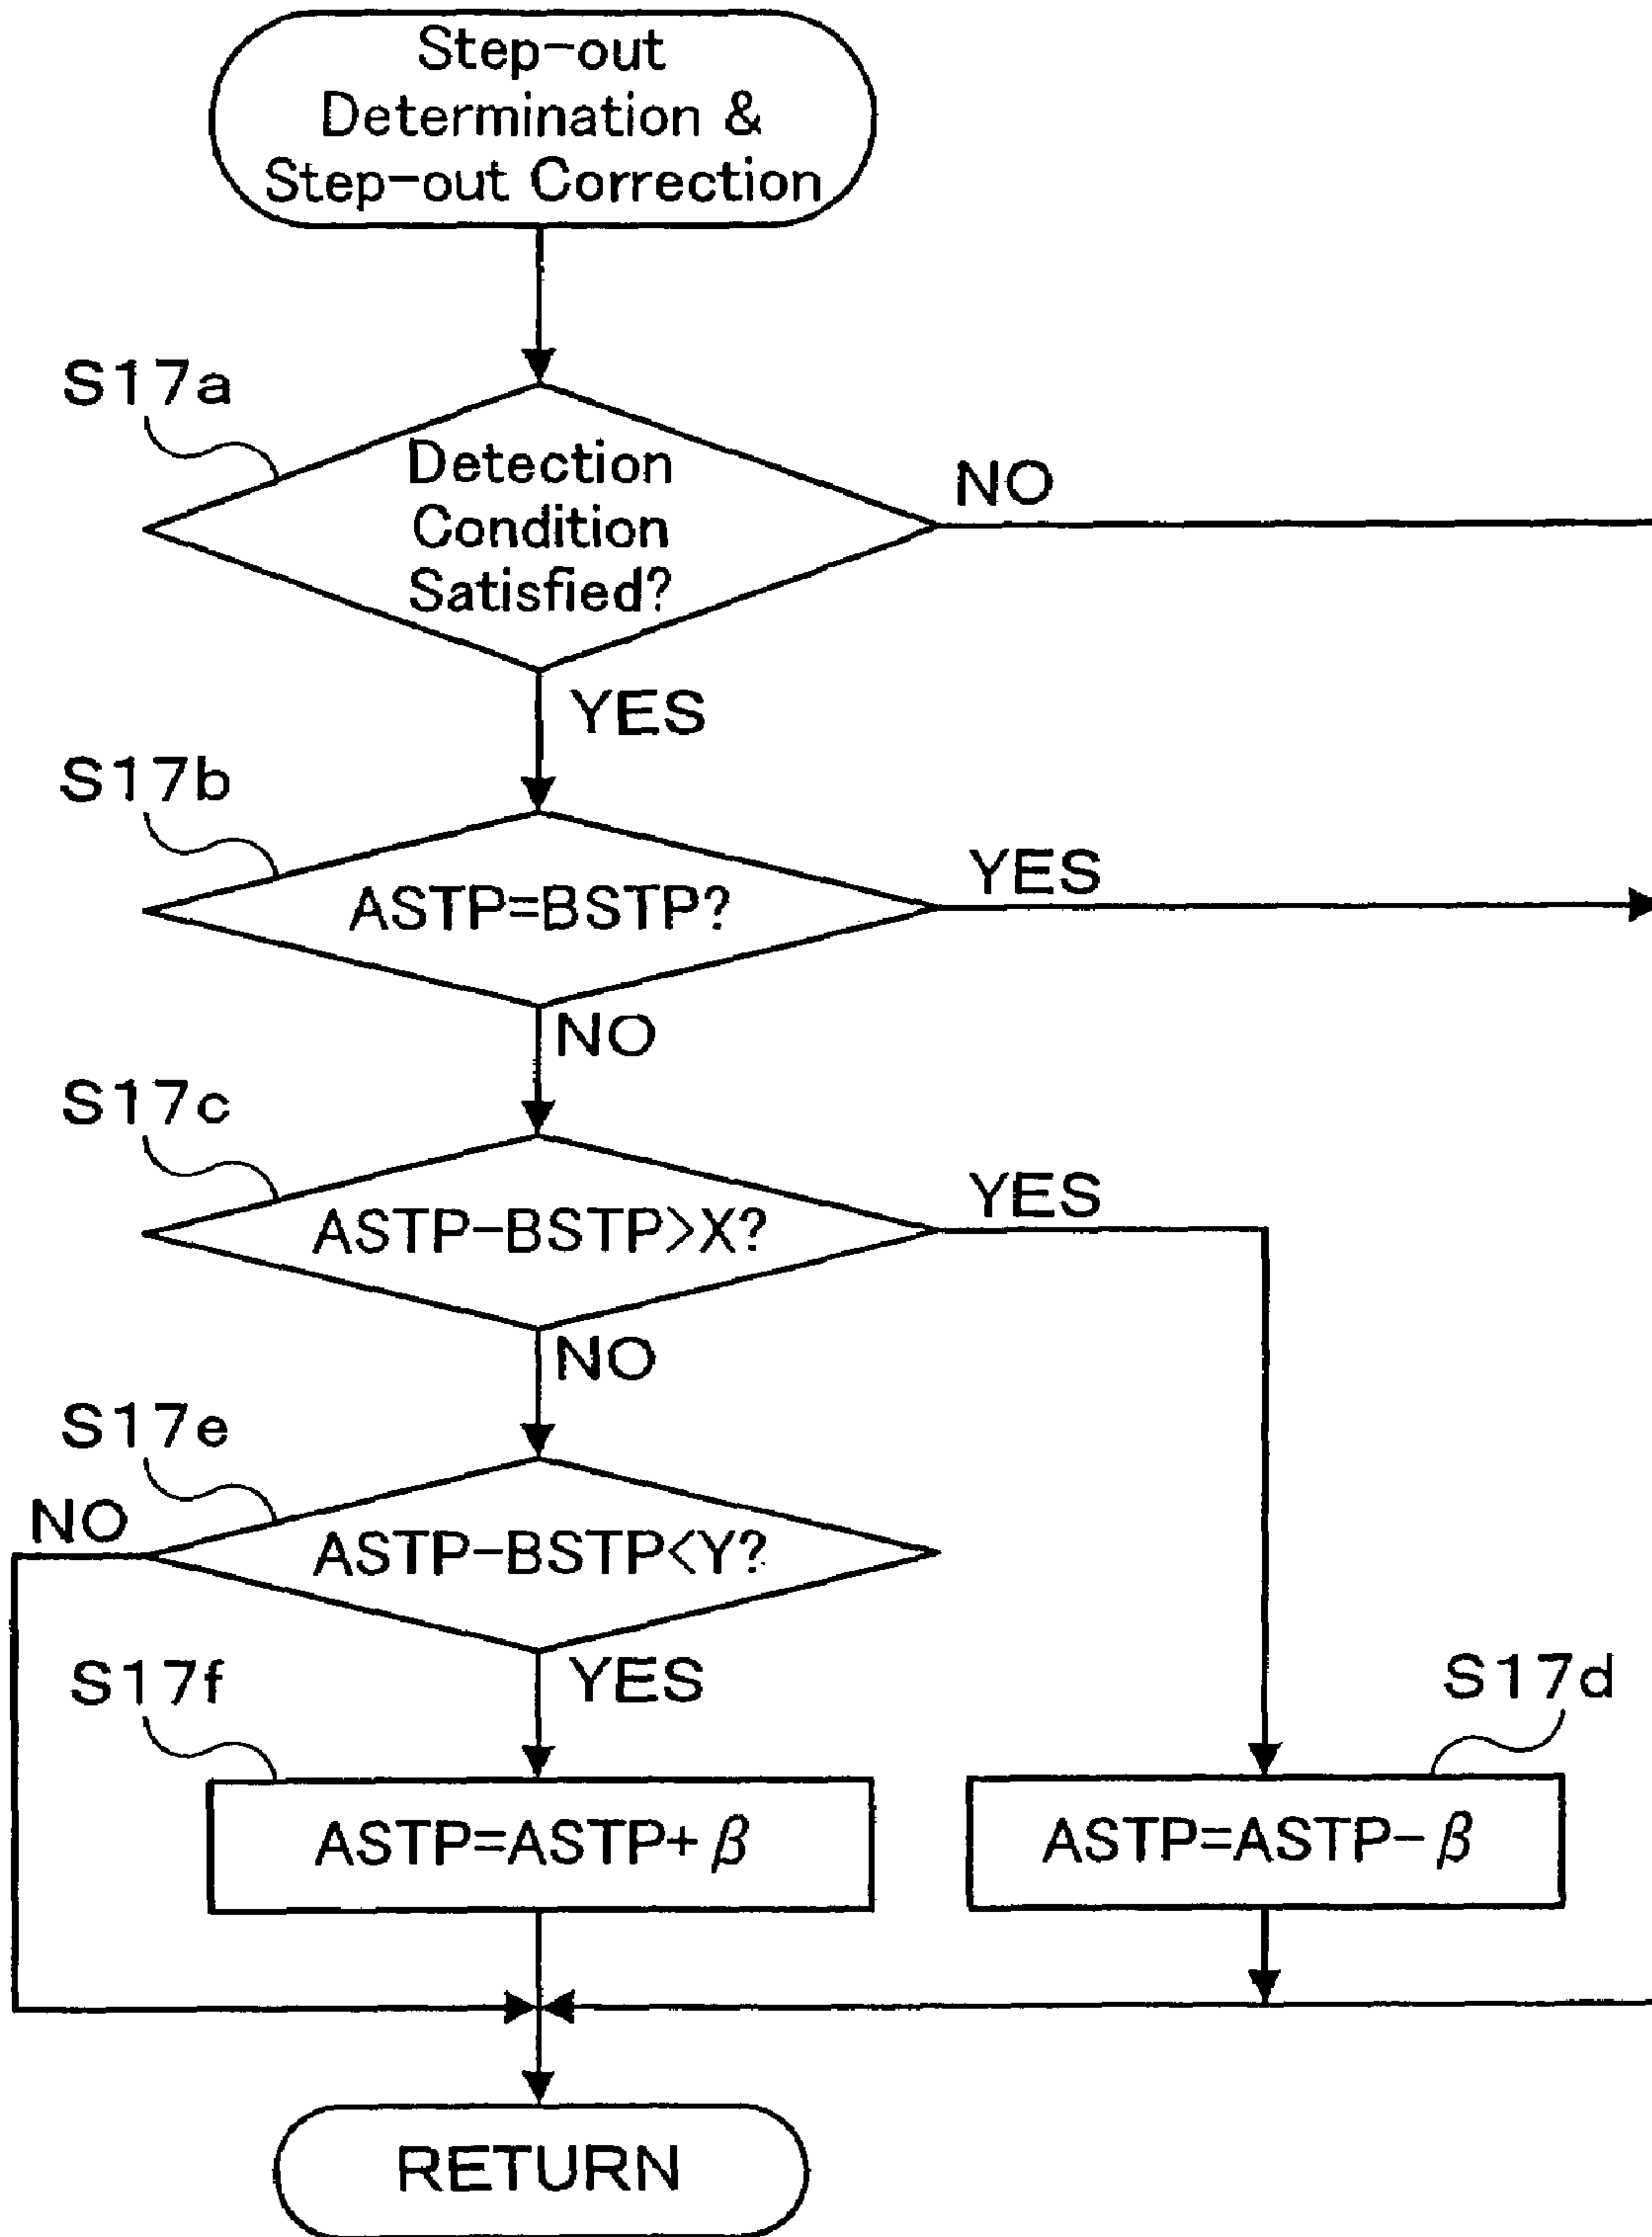 Step-out
Determination &
Step-out Correction
S17a
Detection
Condition
Satisfied?
NO
YES
S17b
ASTP=BSTP?
YES
NO
S17c
ASTP-BSTP>X?
YES
NO
S17e
NO
ASTP-BSTP<Y?
YES
S17f
S17d
ASTP=ASTP+β
ASTP=ASTP-β
RETURN